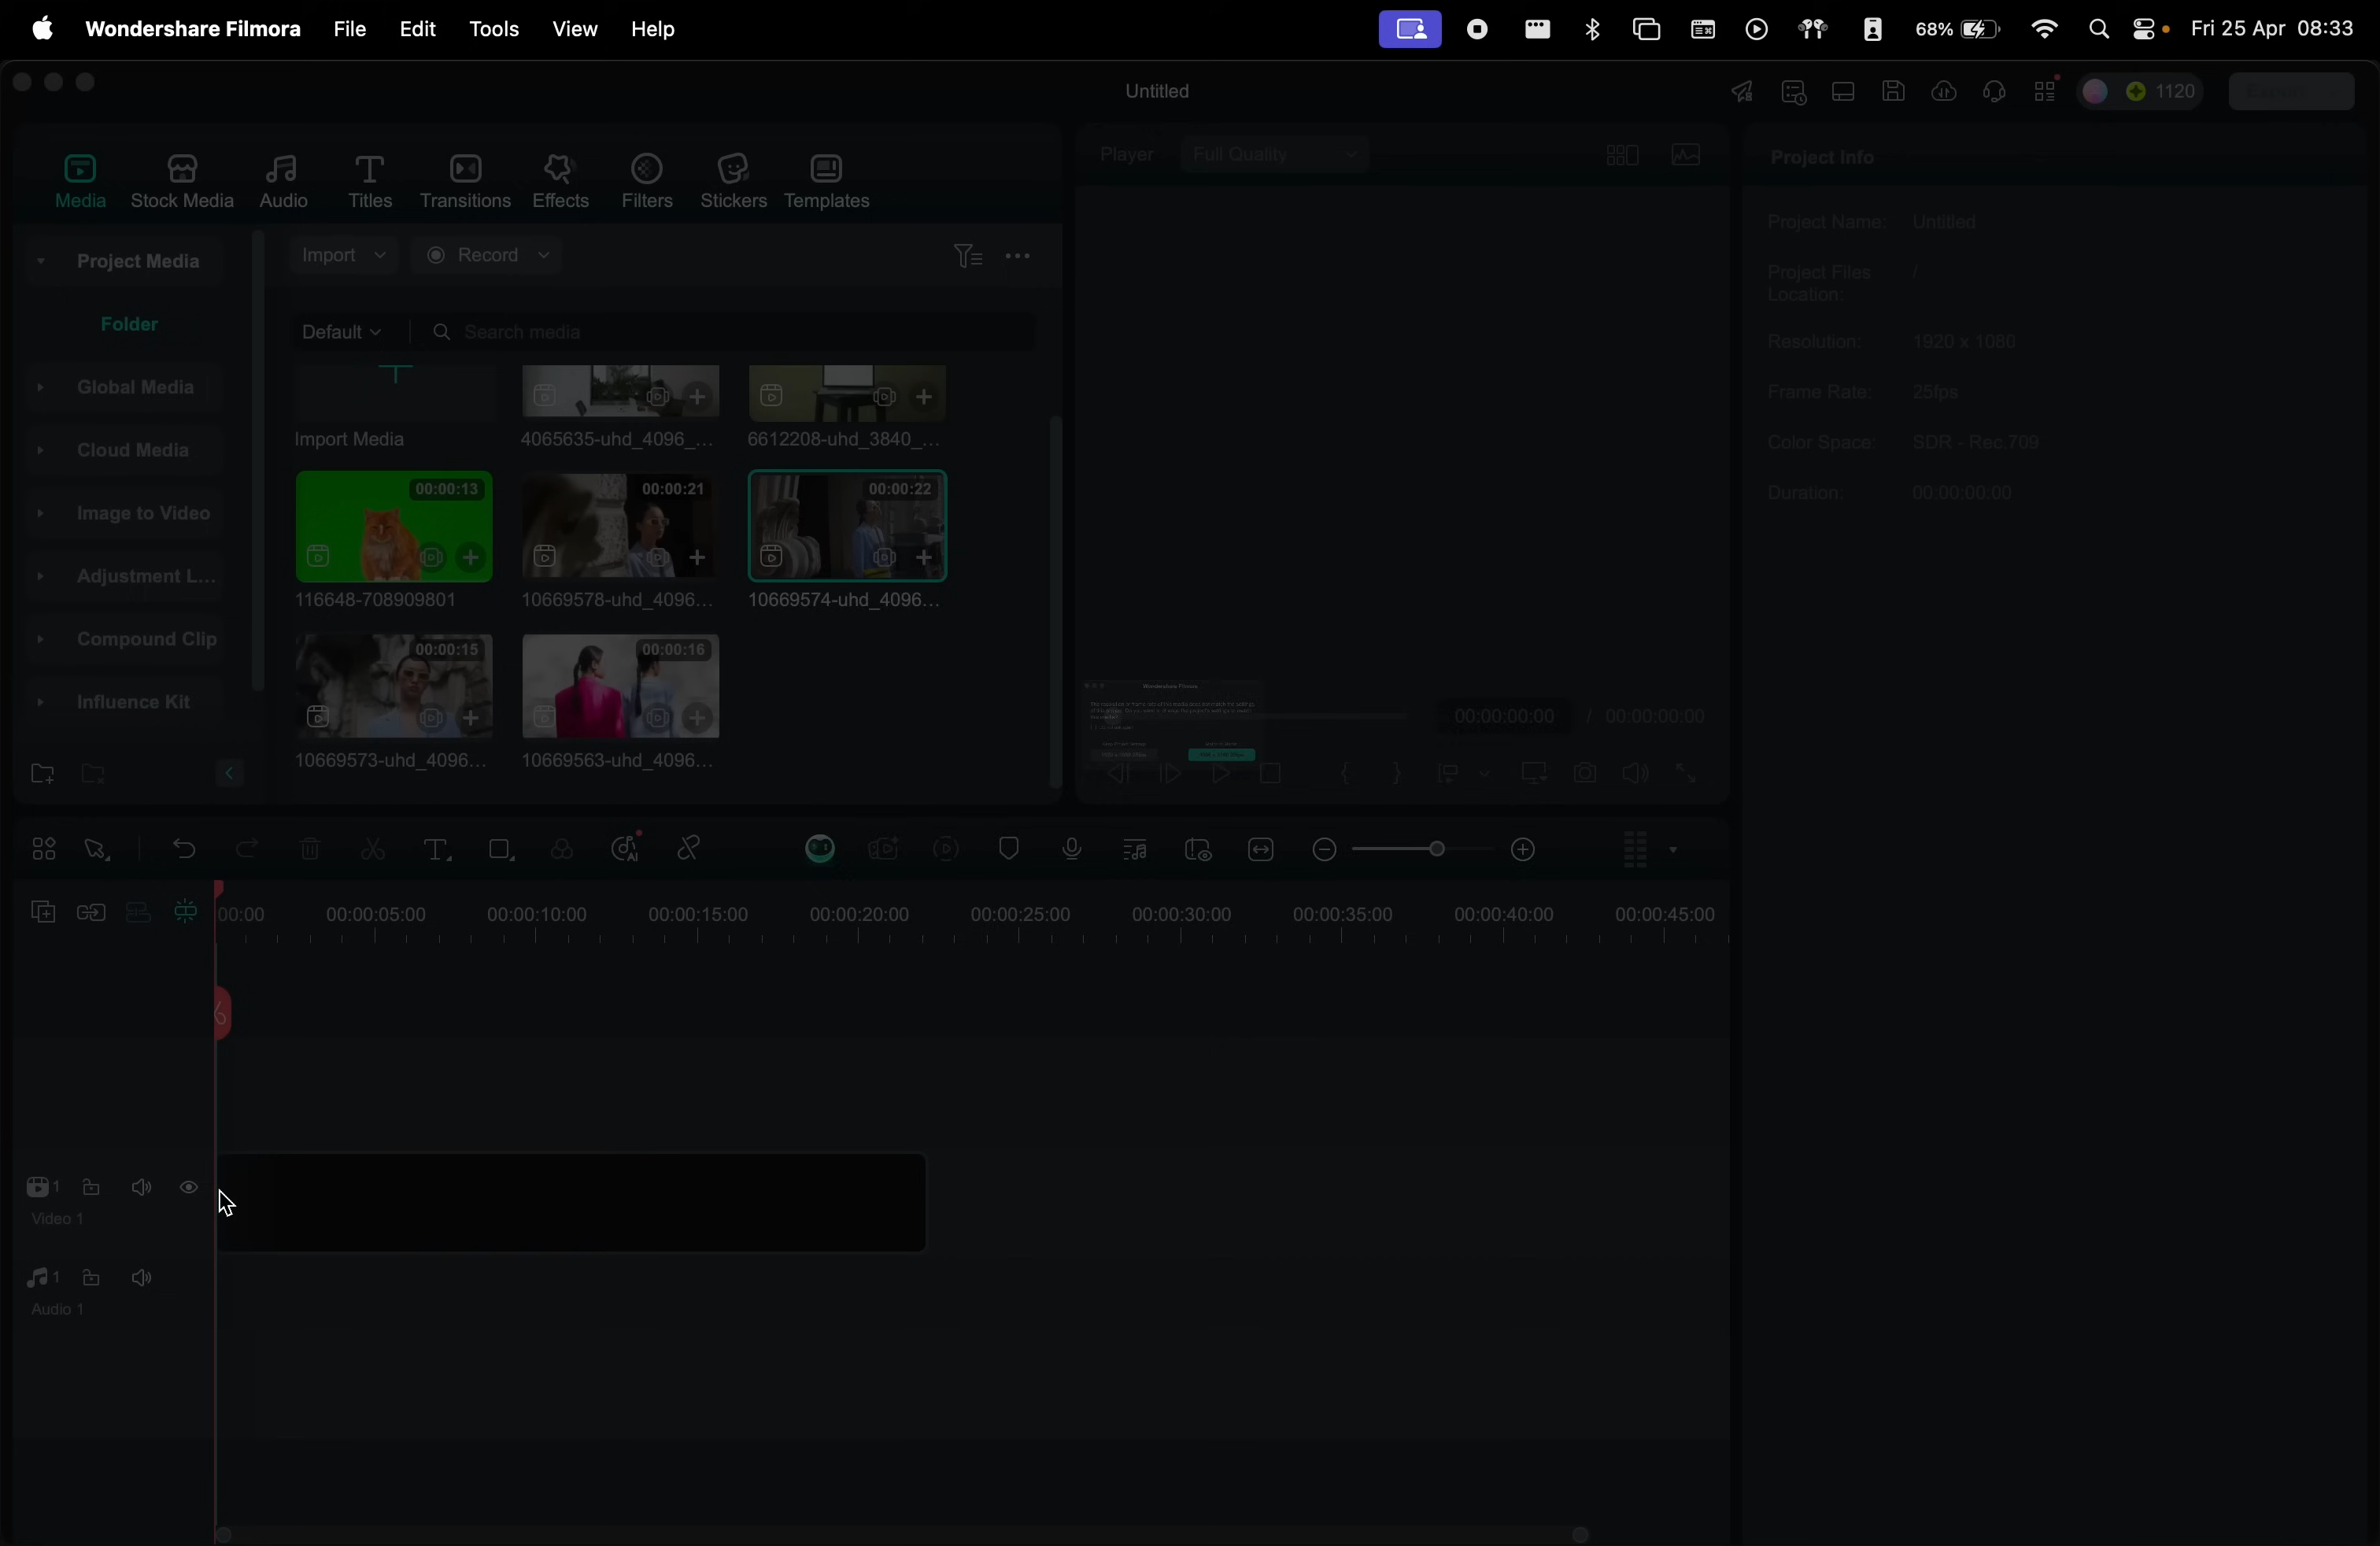 Wondershare Filmora File Edit Tools View Help 68% Fri 25 Apr 08:33
Untitled 1120
Media Stock Media Audio Titles Transitions Effects Filters Stickers Templates
Player Full Quality
Project Info
Project Media
Folder
Global Media
Cloud Media
Image to Video
Adjustment L...
Compound Clip
Influence Kit
Import Record
Default Search media
Import Media 4065635-uhd_4096_... 6612208-uhd_3840_...
00:00:13 00:00:21 00:00:22
116648-708909801 10669578-uhd_4096... 10669574-uhd_4096...
00:00:15 00:00:16
10669573-uhd_4096... 10669563-uhd_4096...
Wondershare Filmora
00:00:00:00 / 00:00:00:00
Project Name: Untitled
Project Files Location: /
Resolution: 1920 x 1080
Frame Rate: 25fps
Color Space: SDR - Rec.709
Duration: 00:00:00:00
AI
00:00 00:00:05:00 00:00:10:00 00:00:15:00 00:00:20:00 00:00:25:00 00:00:30:00 00:00:35:00 00:00:40:00 00:00:45:00
1
Video 1
1
Audio 1